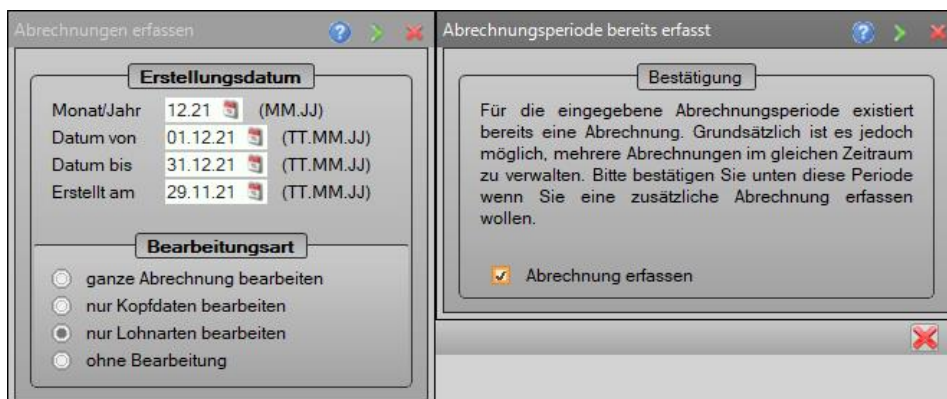 Abrechnungen erfassen
Erstellungsdatum
Monat/Jahr 12.21 (MM.JJ)
Datum von 01.12.21 (TT.MM.JJ)
Datum bis 31.12.21 (TT.MM.JJ)
Erstellt am 29.11.21 (TT.MM.JJ)
Bearbeitungsart
ganze Abrechnung bearbeiten
nur Kopfdaten bearbeiten
nur Lohnarten bearbeiten
ohne Bearbeitung
Abrechnungsperiode bereits erfasst
Bestätigung
Für die eingegebene Abrechnungsperiode existiert
bereits eine Abrechnung. Grundsätzlich ist es jedoch
möglich, mehrere Abrechnungen im gleichen Zeitraum
zu verwalten. Bitte bestätigen Sie unten diese Periode
wenn Sie eine zusätzliche Abrechnung erfassen
wollen.
Abrechnung erfassen